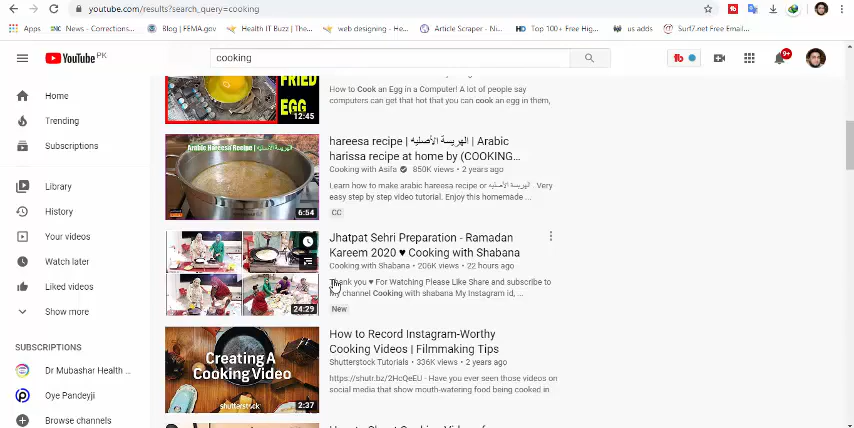 youtube.com/results?search_query=cooking
Apps
News - Corrections...
Blog | FEMA.gov
Health IT Buzz | The...
web designing - He...
Article Scraper - Ni...
Top 100+ Free Hig...
us adds
Surf7.net Free Email...
YouTube PK
cooking
tb
9+
Home
Trending
Subscriptions
Library
History
Your videos
Watch later
Liked videos
Show more
SUBSCRIPTIONS
Dr Mubashar Health ...
Oye Pandeyji
Browse channels
FRIED
EGG
12:45
How to Cook an Egg in a Computer! A lot of people say
computers can get that hot that you can cook an egg in them,
Arabic Hareesa Recipe | الهريسة الأصليه
6:54
hareesa recipe | الهريسة الأصليه | Arabic
harissa recipe at home by (COOKING...
Cooking with Asifa
850K views • 2 years ago
Learn how to make arabic hareesa recipe or الهريسة الأصليه . Very
easy step by step video tutorial. Enjoy this homemade ...
CC
24:29
Jhatpat Sehri Preparation - Ramadan
Kareem 2020 ♥ Cooking with Shabana
Cooking with Shabana • 206K views • 22 hours ago
Thank you ♥ For Watching Please Like Share and subscribe to
my channel Cooking with shabana My Instagram id, ...
New
Creating A
Cooking Video
shutterstock
2:37
How to Record Instagram-Worthy
Cooking Videos | Filmmaking Tips
Shutterstock Tutorials • 336K views • 2 years ago
https://shutr.bz/2HcQeEU - Have you ever seen those videos on
social media that show mouth-watering food being cooked in